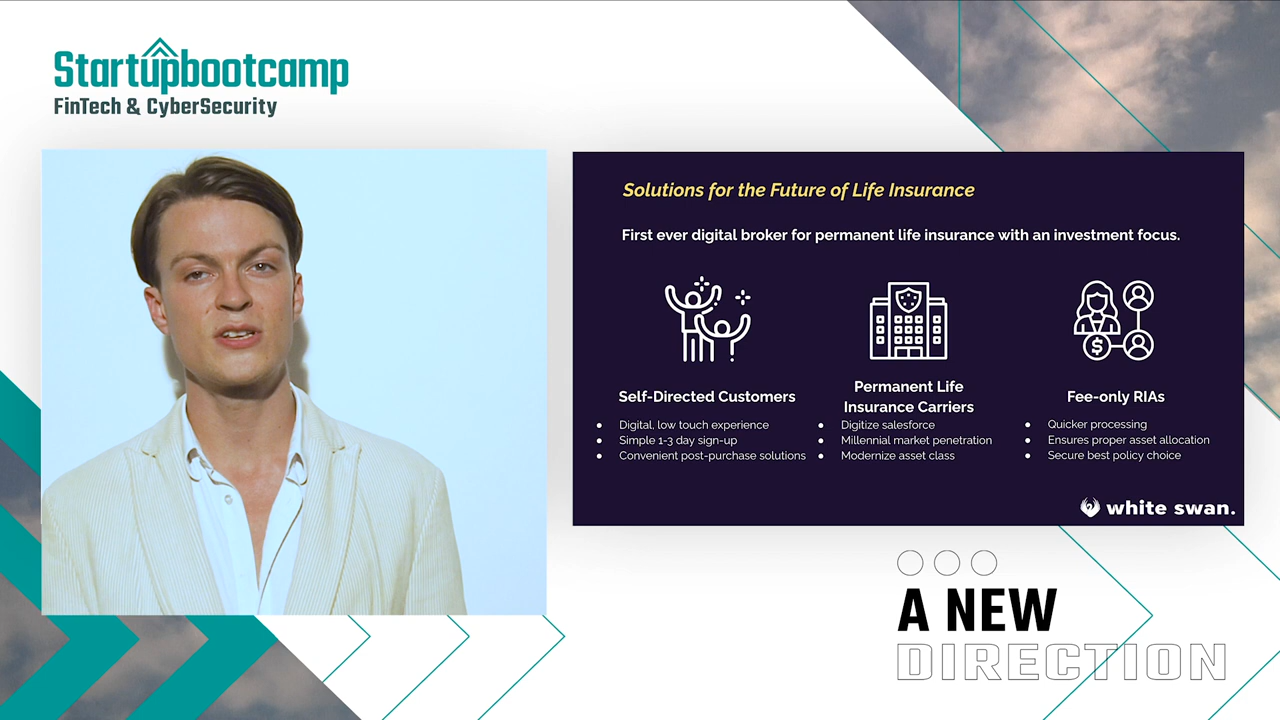 Startupbootcamp
FinTech & CyberSecurity
Solutions for the Future of Life Insurance
First ever digital broker for permanent life insurance with an investment focus.
Self-Directed Customers
• Digital, low touch experience
• Simple 1-3 day sign-up
• Convenient post-purchase solutions
Permanent Life
Insurance Carriers
• Digitize salesforce
• Millennial market penetration
• Modernize asset class
Fee-only RIAs
• Quicker processing
• Ensures proper asset allocation
• Secure best policy choice
white swan.
A NEW
DIRECTION